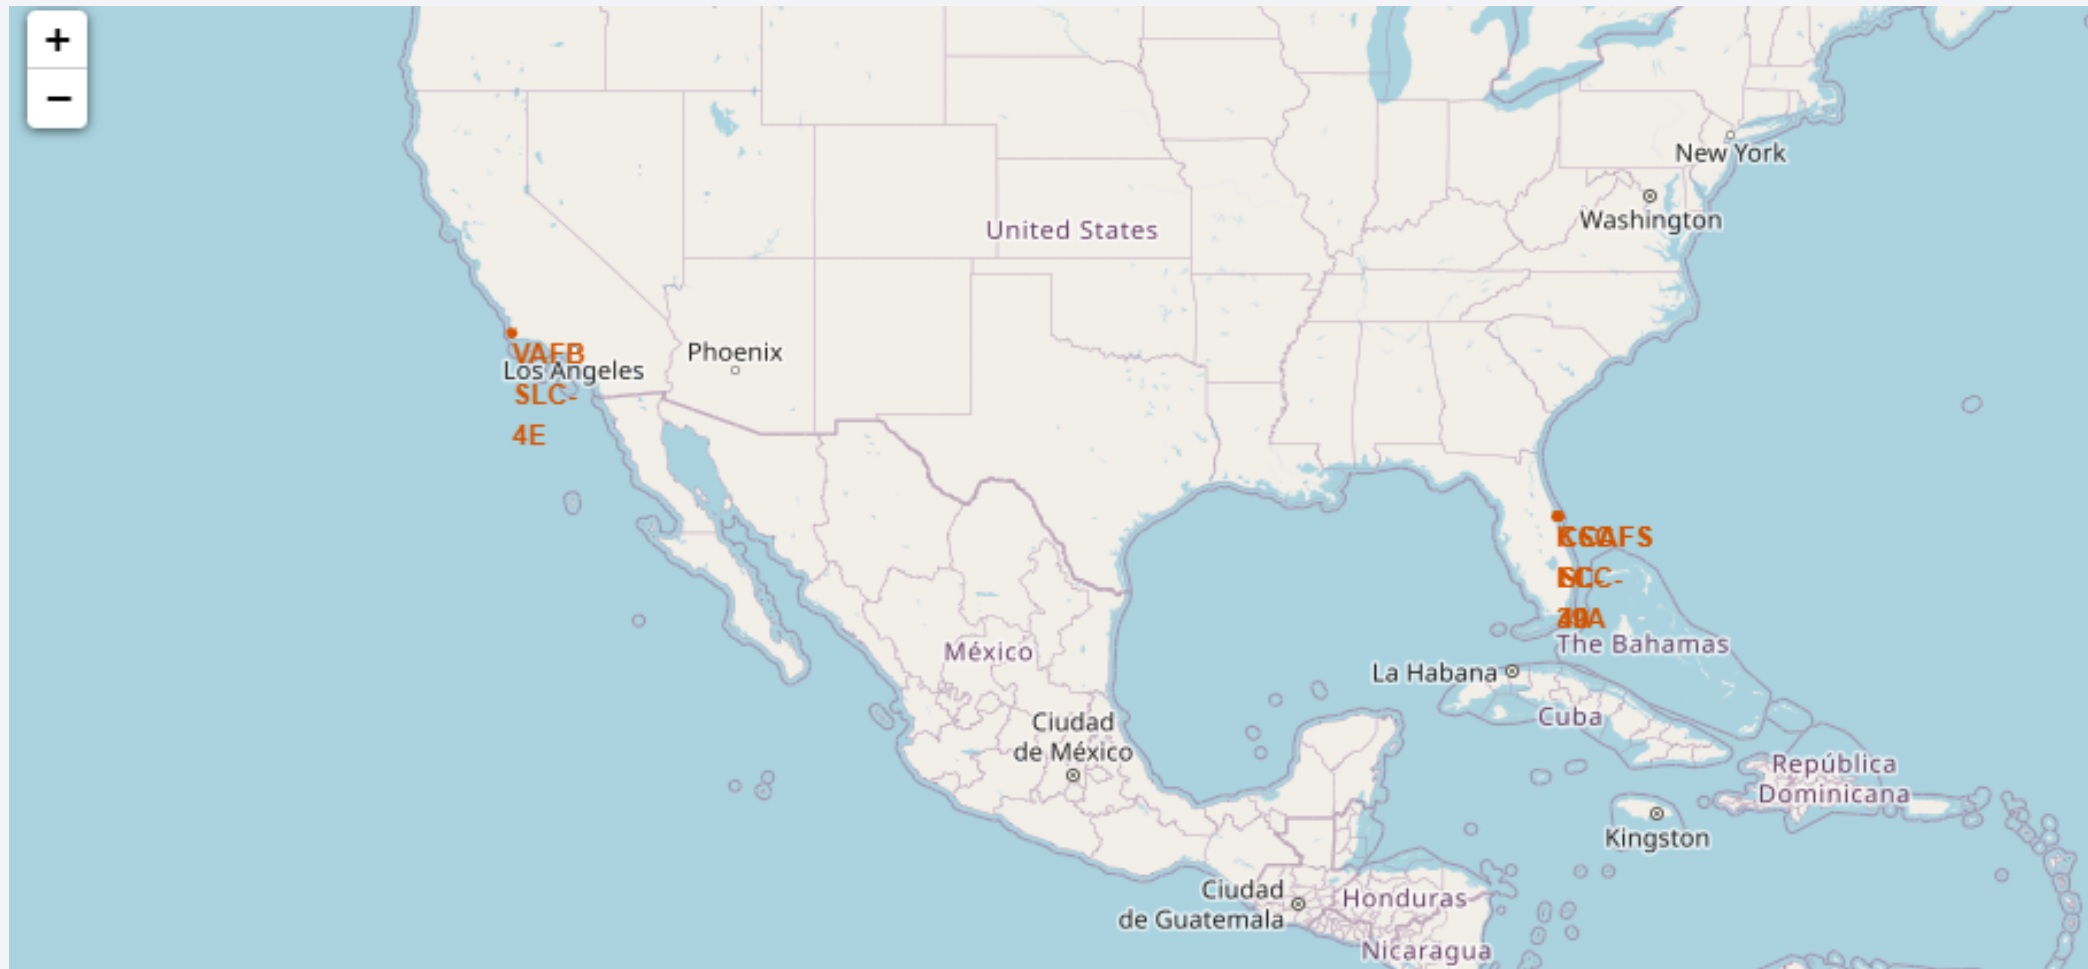 +
−
New York
Washington
United States
VAFB
Los Angeles
SLC-
4E
Phoenix
The Bahamas
México
La Habana
Cuba
Ciudad
de México
República
Dominicana
Kingston
Ciudad
de Guatemala
Honduras
Nicaragua